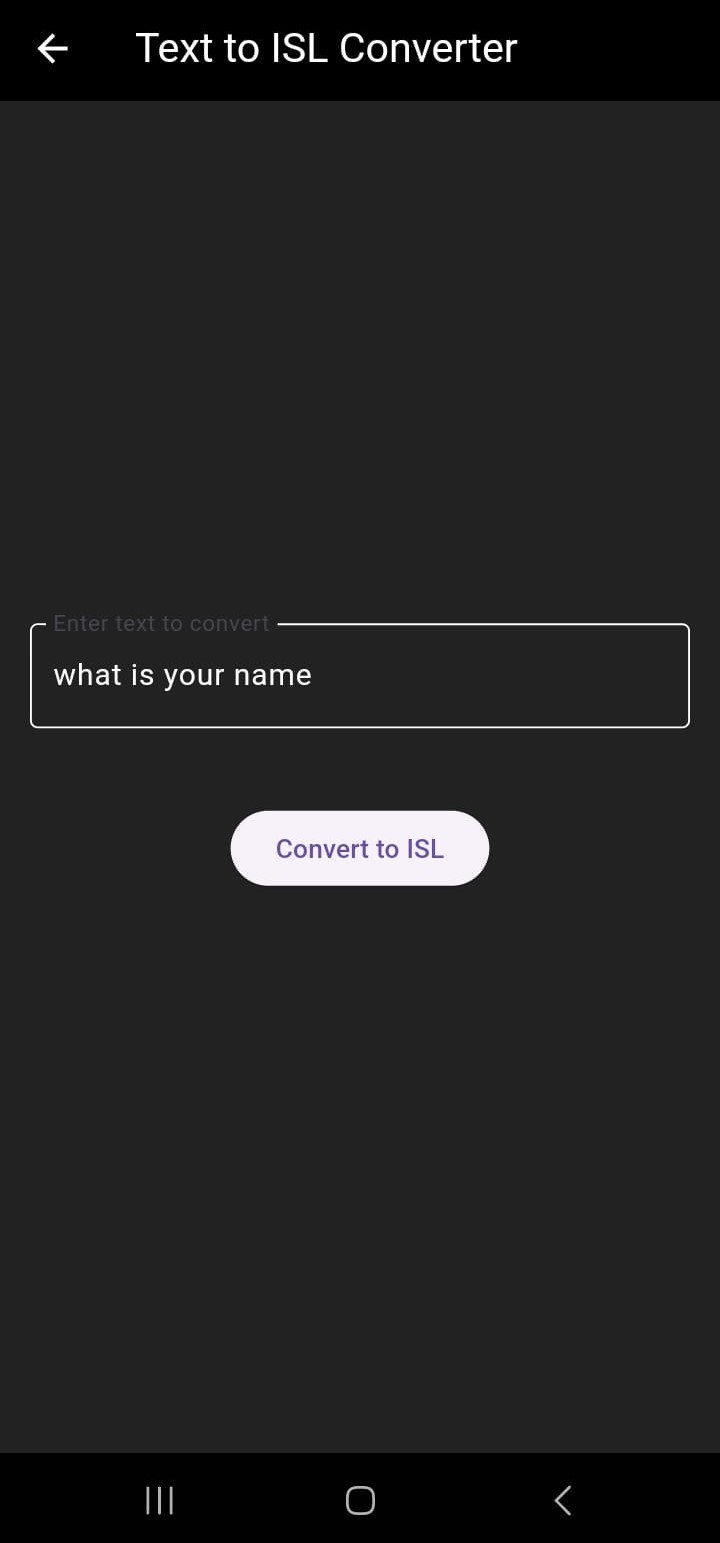 Text to ISL Converter
Enter text to convert
what is your name
Convert to ISL